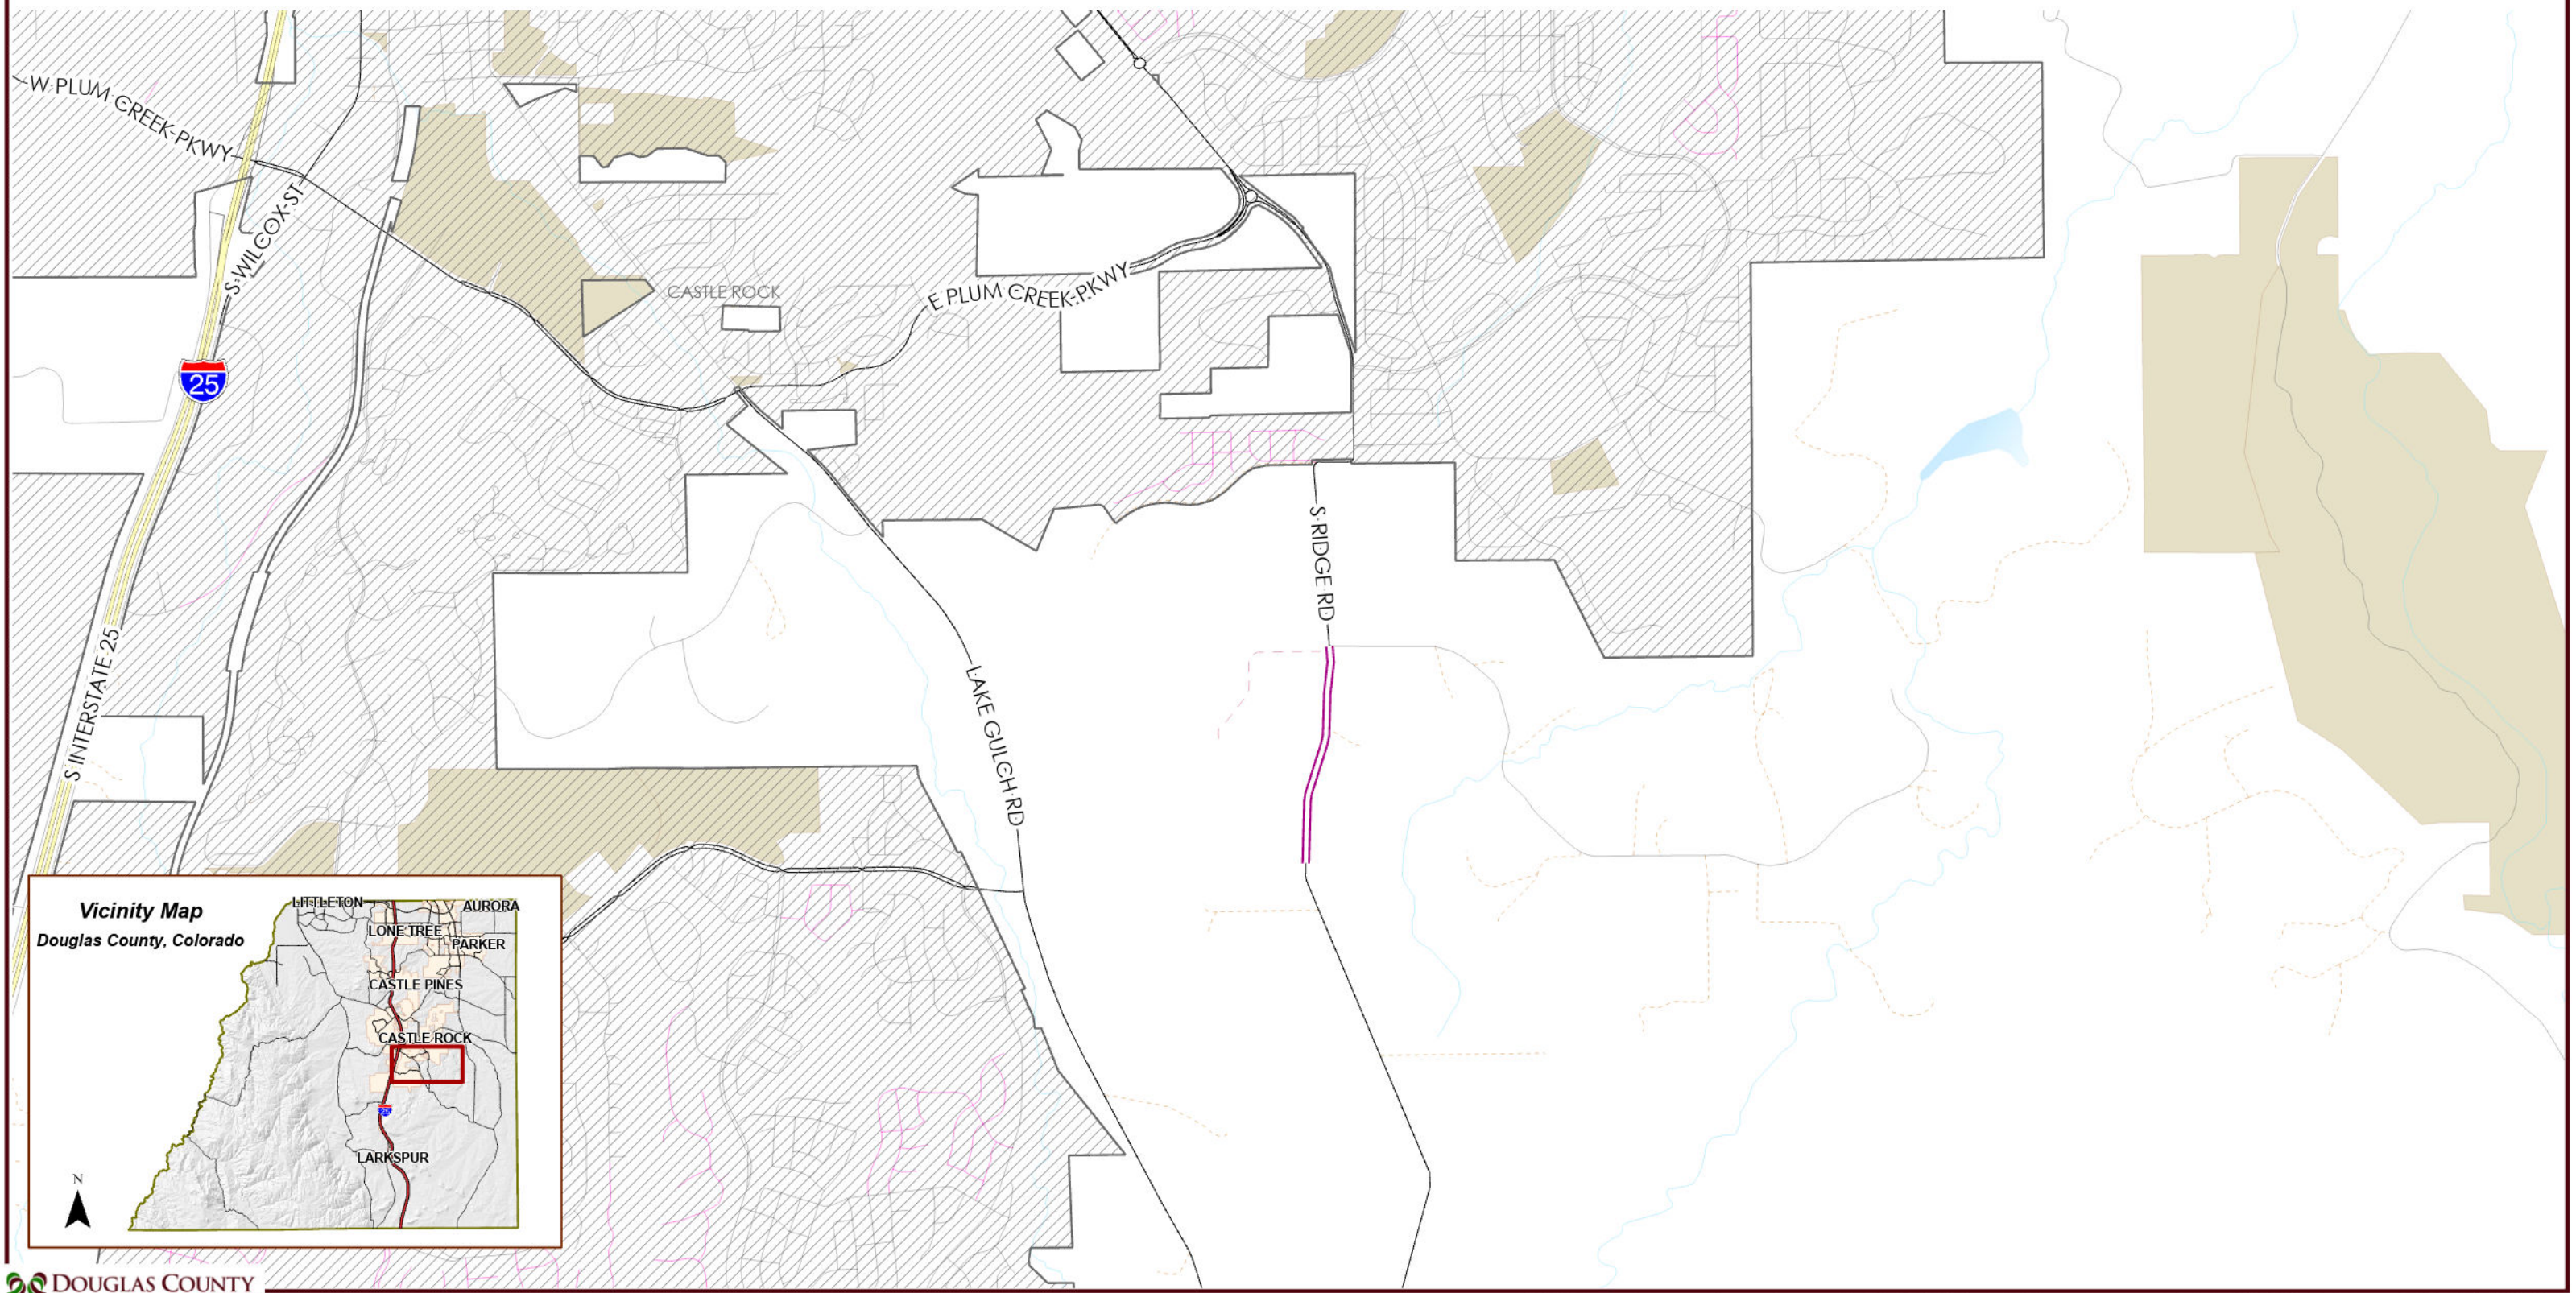 W PLUM CREEK PKWY
S WILCOX ST
CASTLE ROCK
E PLUM CREEK PKWY
25
S RIDGE RD
S INTERSTATE 25
LAKE GULCH RD
Vicinity Map
Douglas County, Colorado
LITTLETON
AURORA
LONE TREE
PARKER
CASTLE PINES
CASTLE ROCK
25
LARKSPUR
N
DOUGLAS COUNTY